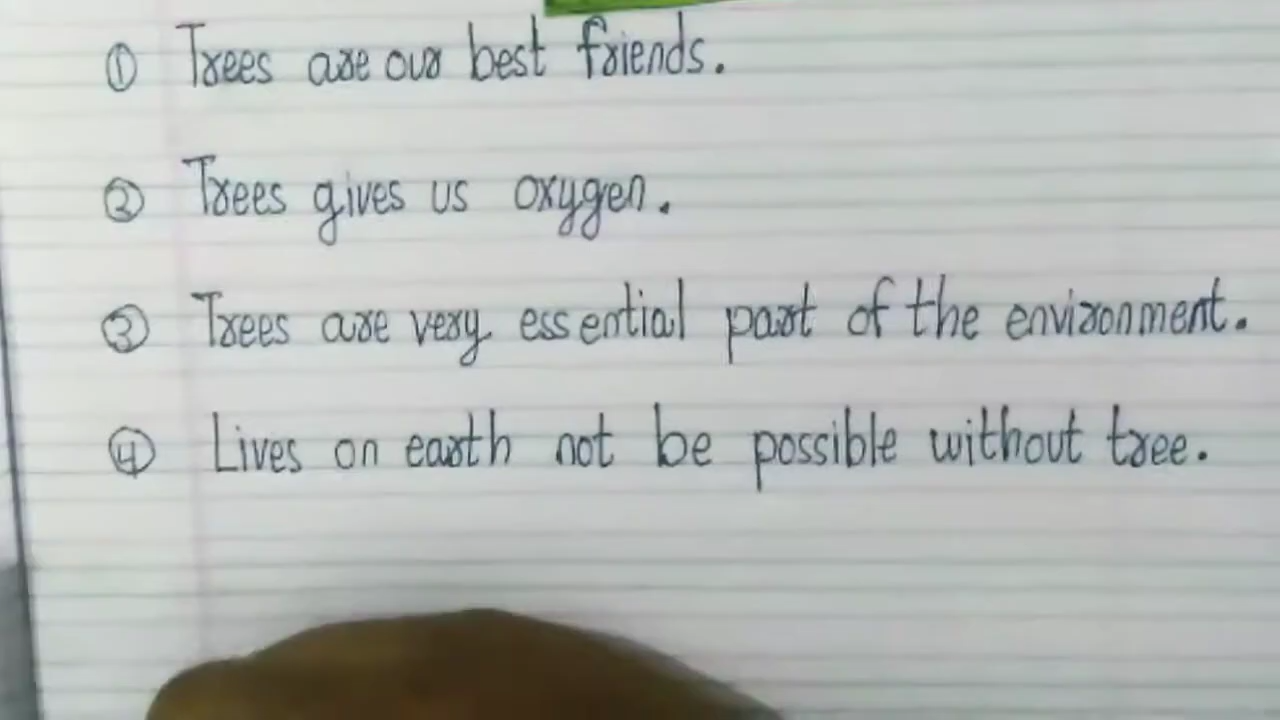 ① Trees are our best friends.
② Trees gives us oxygen.
③ Trees are very essential part of the environment.
④ Lives on earth not be possible without tree.